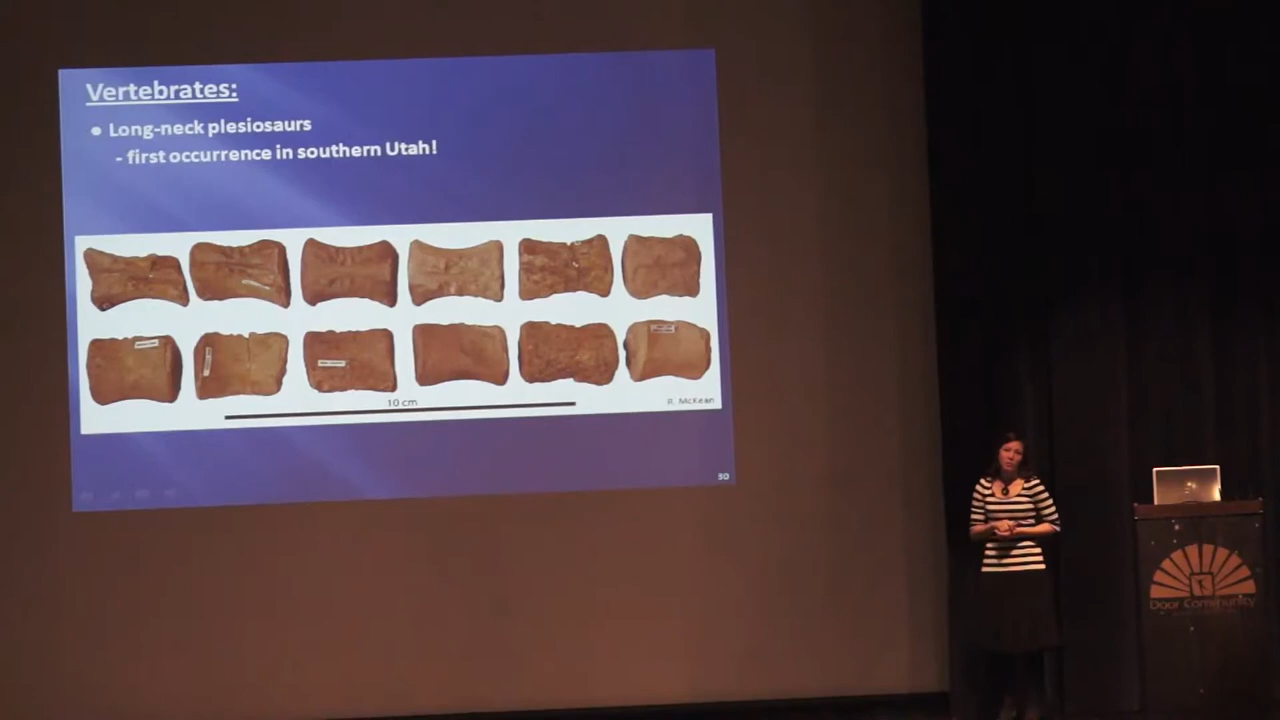 Vertebrates:
● Long-neck plesiosaurs
- first occurrence in southern Utah!
10 cm
R. McKean
30
Door Community